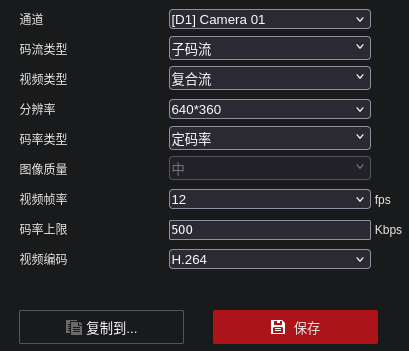 通道 [D1] Camera 01
码流类型 子码流
视频类型 复合流
分辨率 640*360
码率类型 定码率
图像质量 中
视频帧率 12 fps
码率上限 500 Kbps
视频编码 H.264
复制到... 保存